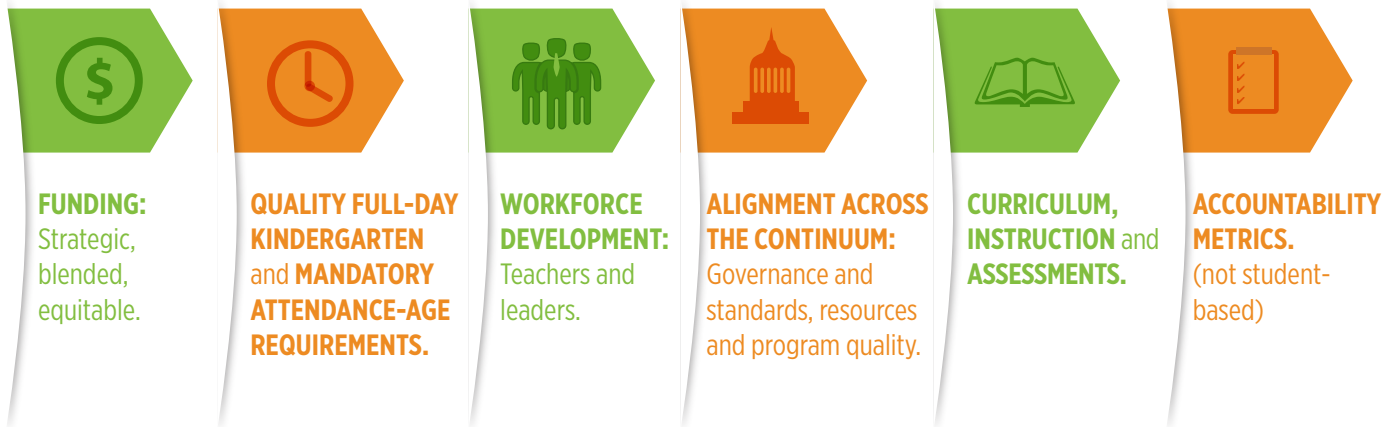 $
FUNDING:
Strategic,
blended,
equitable.
QUALITY FULL-DAY
KINDERGARTEN
and MANDATORY
ATTENDANCE-AGE
REQUIREMENTS.
WORKFORCE
DEVELOPMENT:
Teachers and
leaders.
ALIGNMENT ACROSS
THE CONTINUUM:
Governance and
standards, resources
and program quality.
CURRICULUM,
INSTRUCTION and
ASSESSMENTS.
ACCOUNTABILITY
METRICS.
(not student-
based)